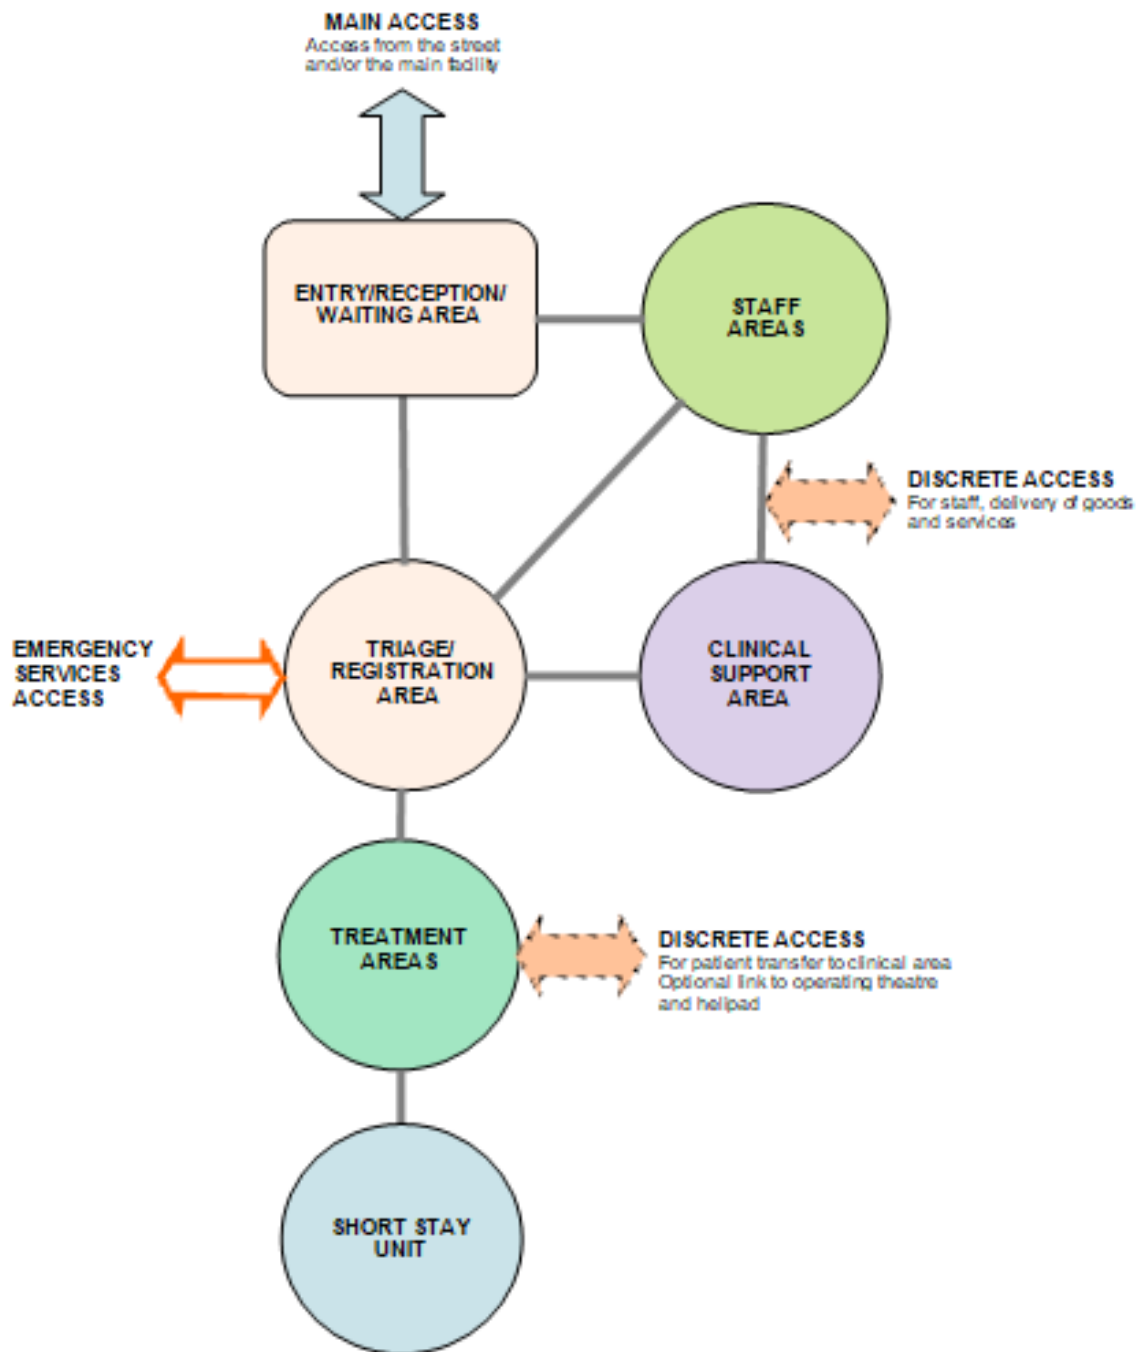 MAIN ACCESS
Access from the street
and/or the main facility
ENTRY/RECEPTION/
WAITING AREA
STAFF
AREAS
DISCRETE ACCESS
For staff, delivery of goods
and services
EMERGENCY
SERVICES
ACCESS
TRIAGE/
REGISTRATION
AREA
CLINICAL
SUPPORT
AREA
TREATMENT
AREAS
DISCRETE ACCESS
For patient transfer to clinical area
Optional link to operating theatre
and helipad
SHORT STAY
UNIT